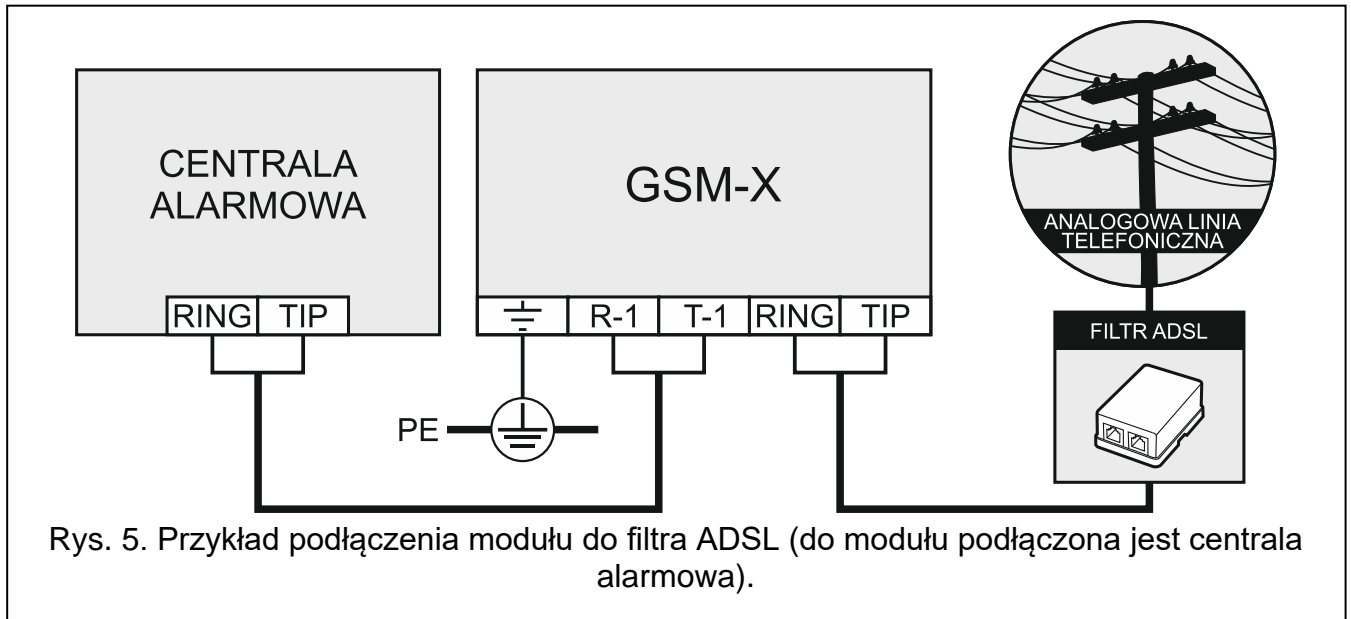 CENTRALA
ALARMOWA
RING TIP
GSM-X
R-1 T-1 RING TIP
PE
ANALOGOWA LINIA
TELEFONICZNA
FILTR ADSL
Rys. 5. Przykład podłączenia modułu do filtra ADSL (do modułu podłączona jest centrala
alarmowa).